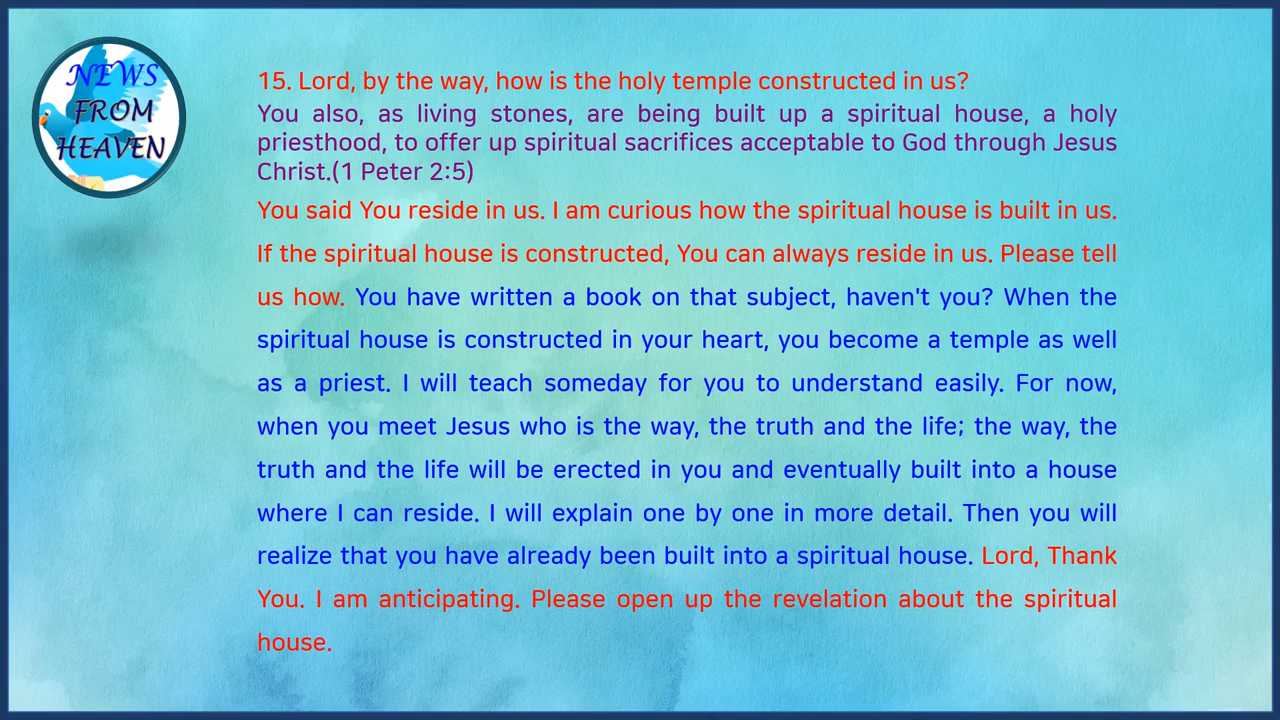 NEWS
FROM
HEAVEN
15. Lord, by the way, how is the holy temple constructed in us?
You also, as living stones, are being built up a spiritual house, a holy
priesthood, to offer up spiritual sacrifices acceptable to God through Jesus
Christ.(1 Peter 2:5)
You said You reside in us. I am curious how the spiritual house is built in us.
If the spiritual house is constructed, You can always reside in us. Please tell
us how. You have written a book on that subject, haven't you? When the
spiritual house is constructed in your heart, you become a temple as well
as a priest. I will teach someday for you to understand easily. For now,
when you meet Jesus who is the way, the truth and the life; the way, the
truth and the life will be erected in you and eventually built into a house
where I can reside. I will explain one by one in more detail. Then you will
realize that you have already been built into a spiritual house. Lord, Thank
You. I am anticipating. Please open up the revelation about the spiritual
house.